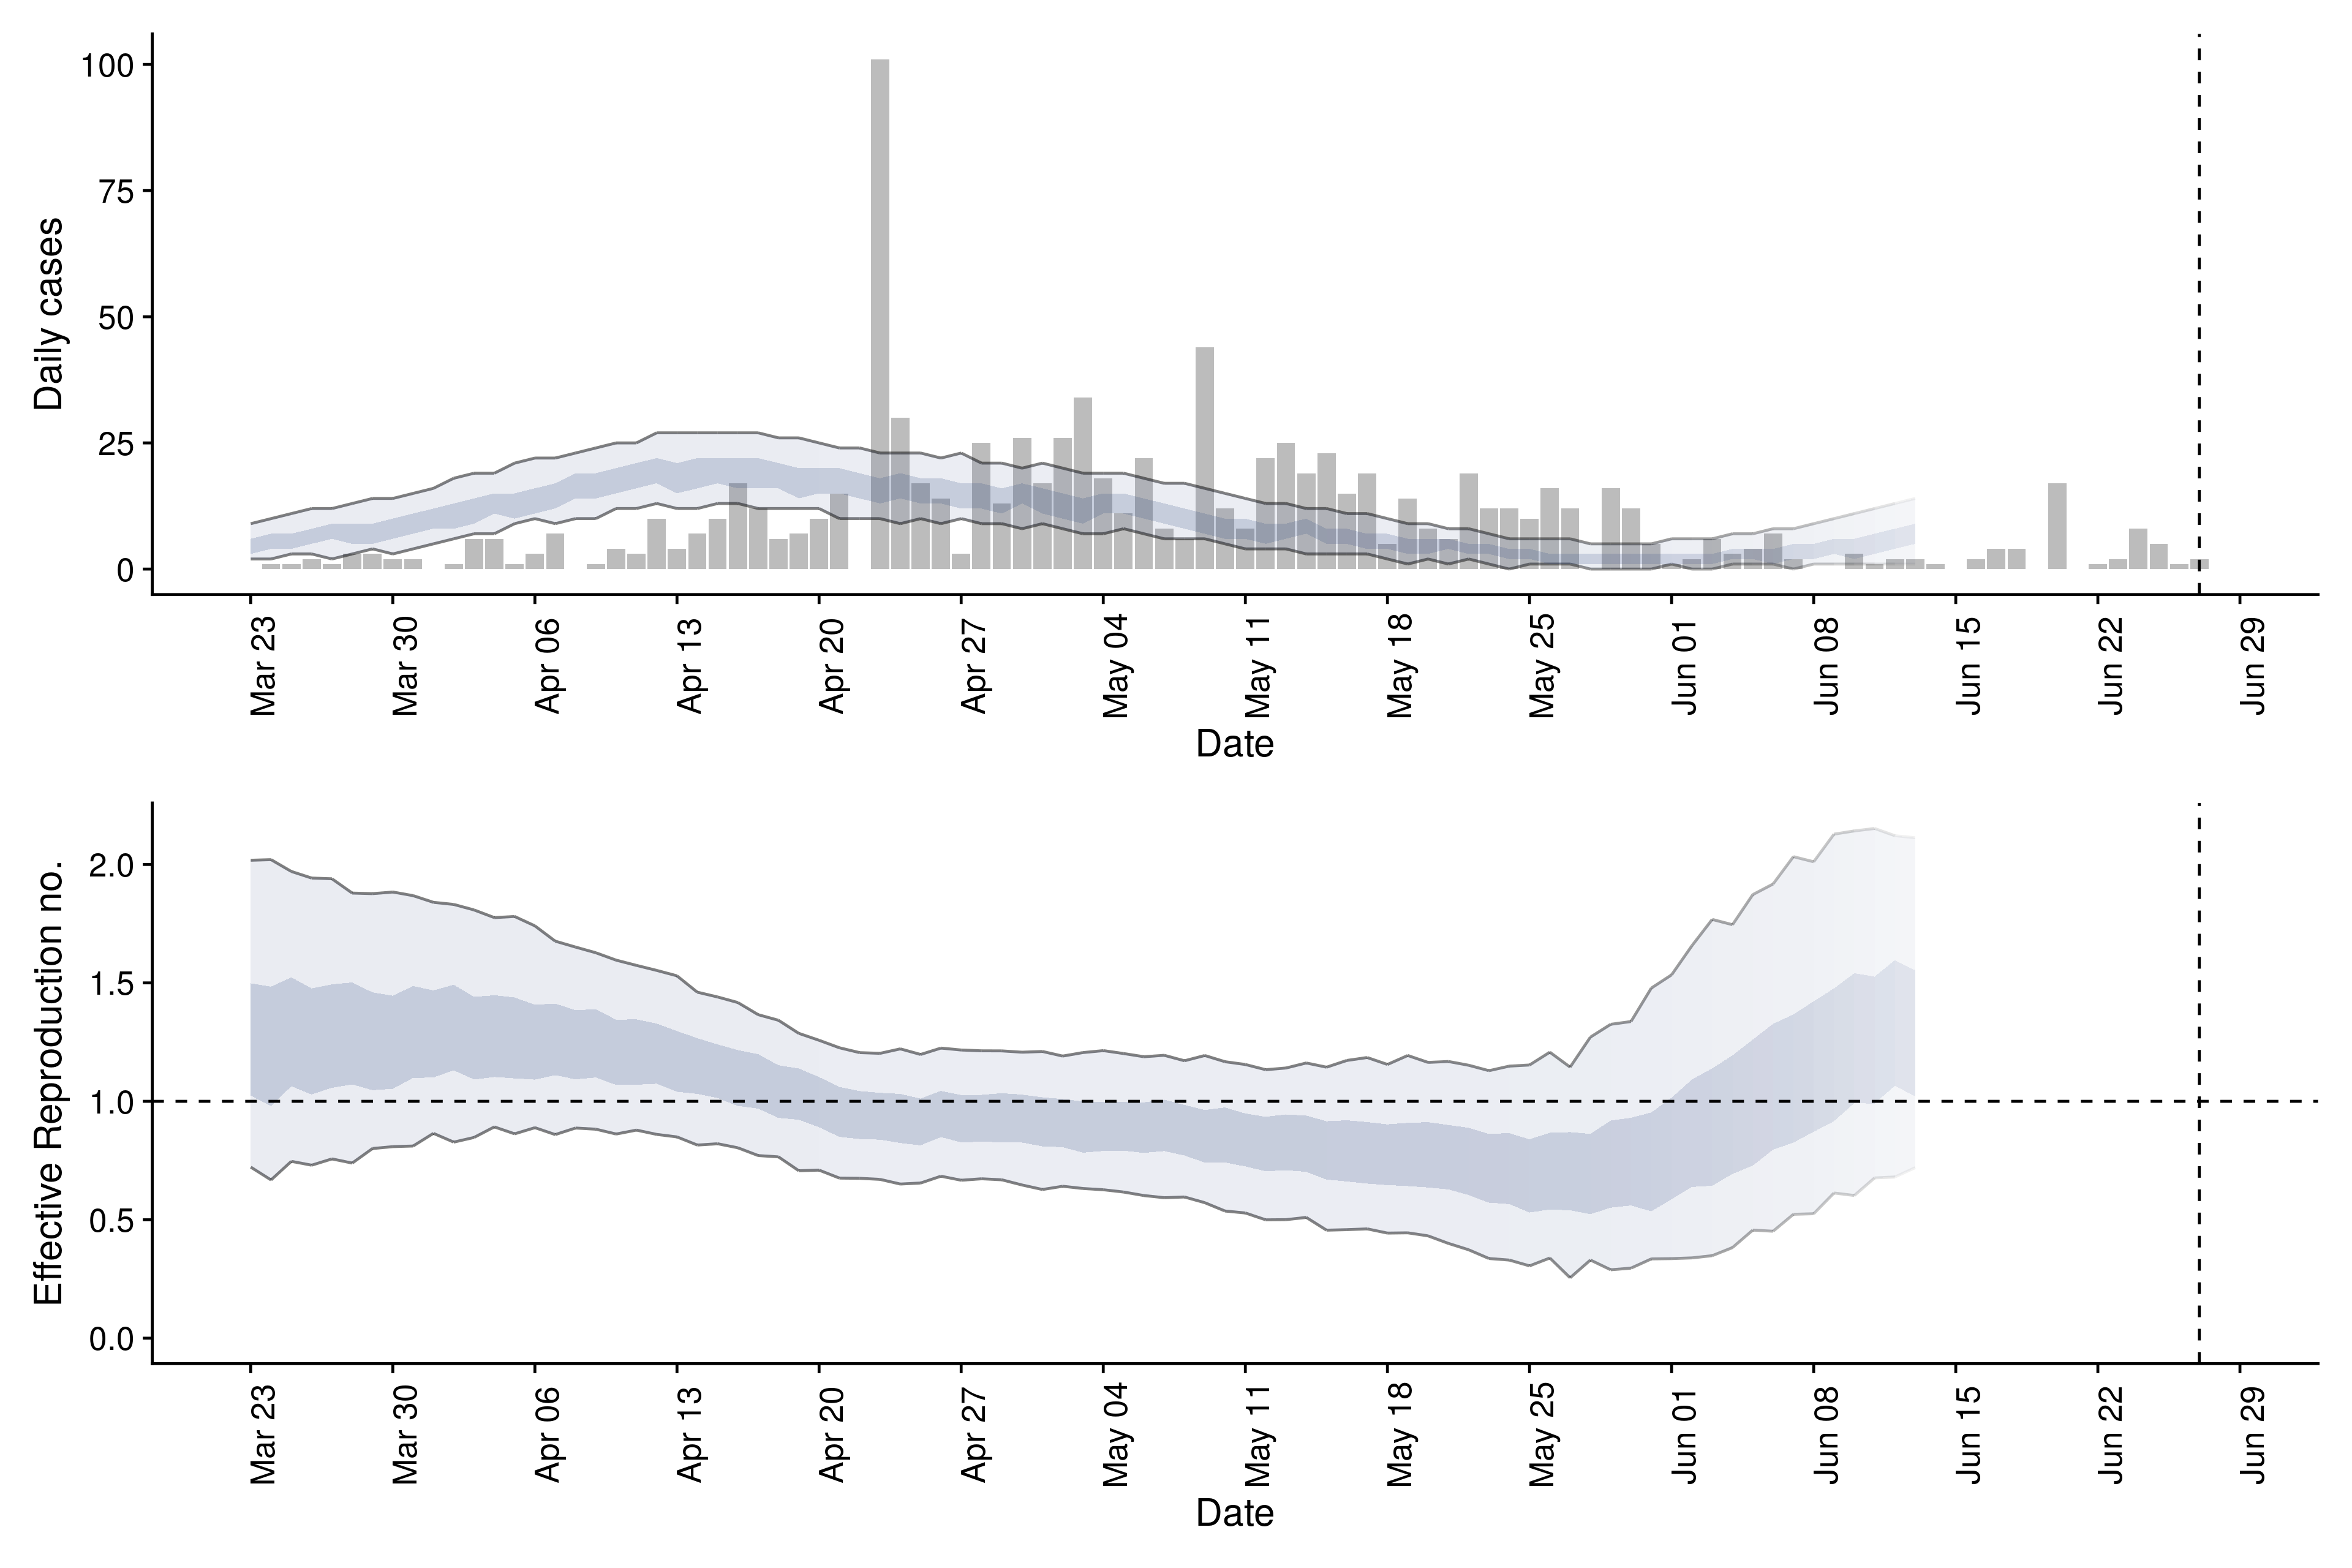 Daily cases
100
75
50
25
0
Mar 23
Mar 30
Apr 06
Apr 13
Apr 20
Apr 27
May 04
May 11
May 18
May 25
Jun 01
Jun 08
Jun 15
Jun 22
Jun 29
Date
Effective Reproduction no.
2.0
1.5
1.0
0.5
0.0
Mar 23
Mar 30
Apr 06
Apr 13
Apr 20
Apr 27
May 04
May 11
May 18
May 25
Jun 01
Jun 08
Jun 15
Jun 22
Jun 29
Date